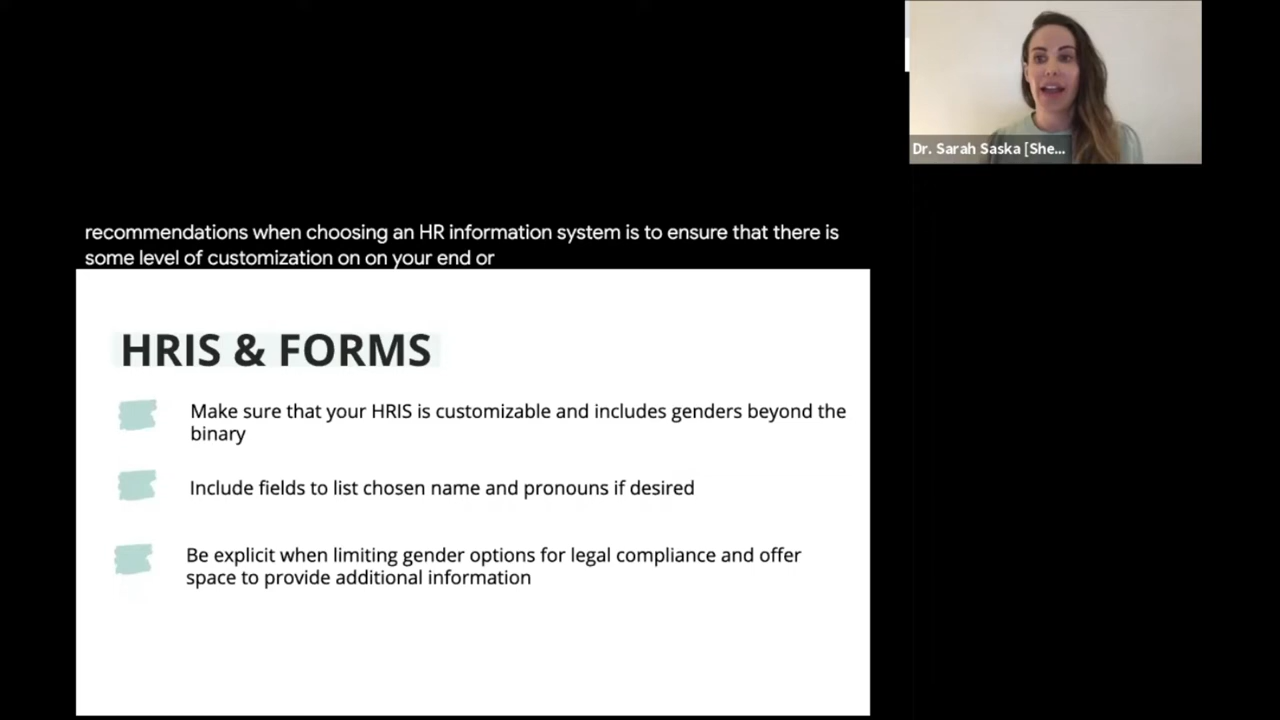 Dr. Sarah Saska [She...
recommendations when choosing an HR information system is to ensure that there is
some level of customization on on your end or
HRIS & FORMS
Make sure that your HRIS is customizable and includes genders beyond the
binary
Include fields to list chosen name and pronouns if desired
Be explicit when limiting gender options for legal compliance and offer
space to provide additional information